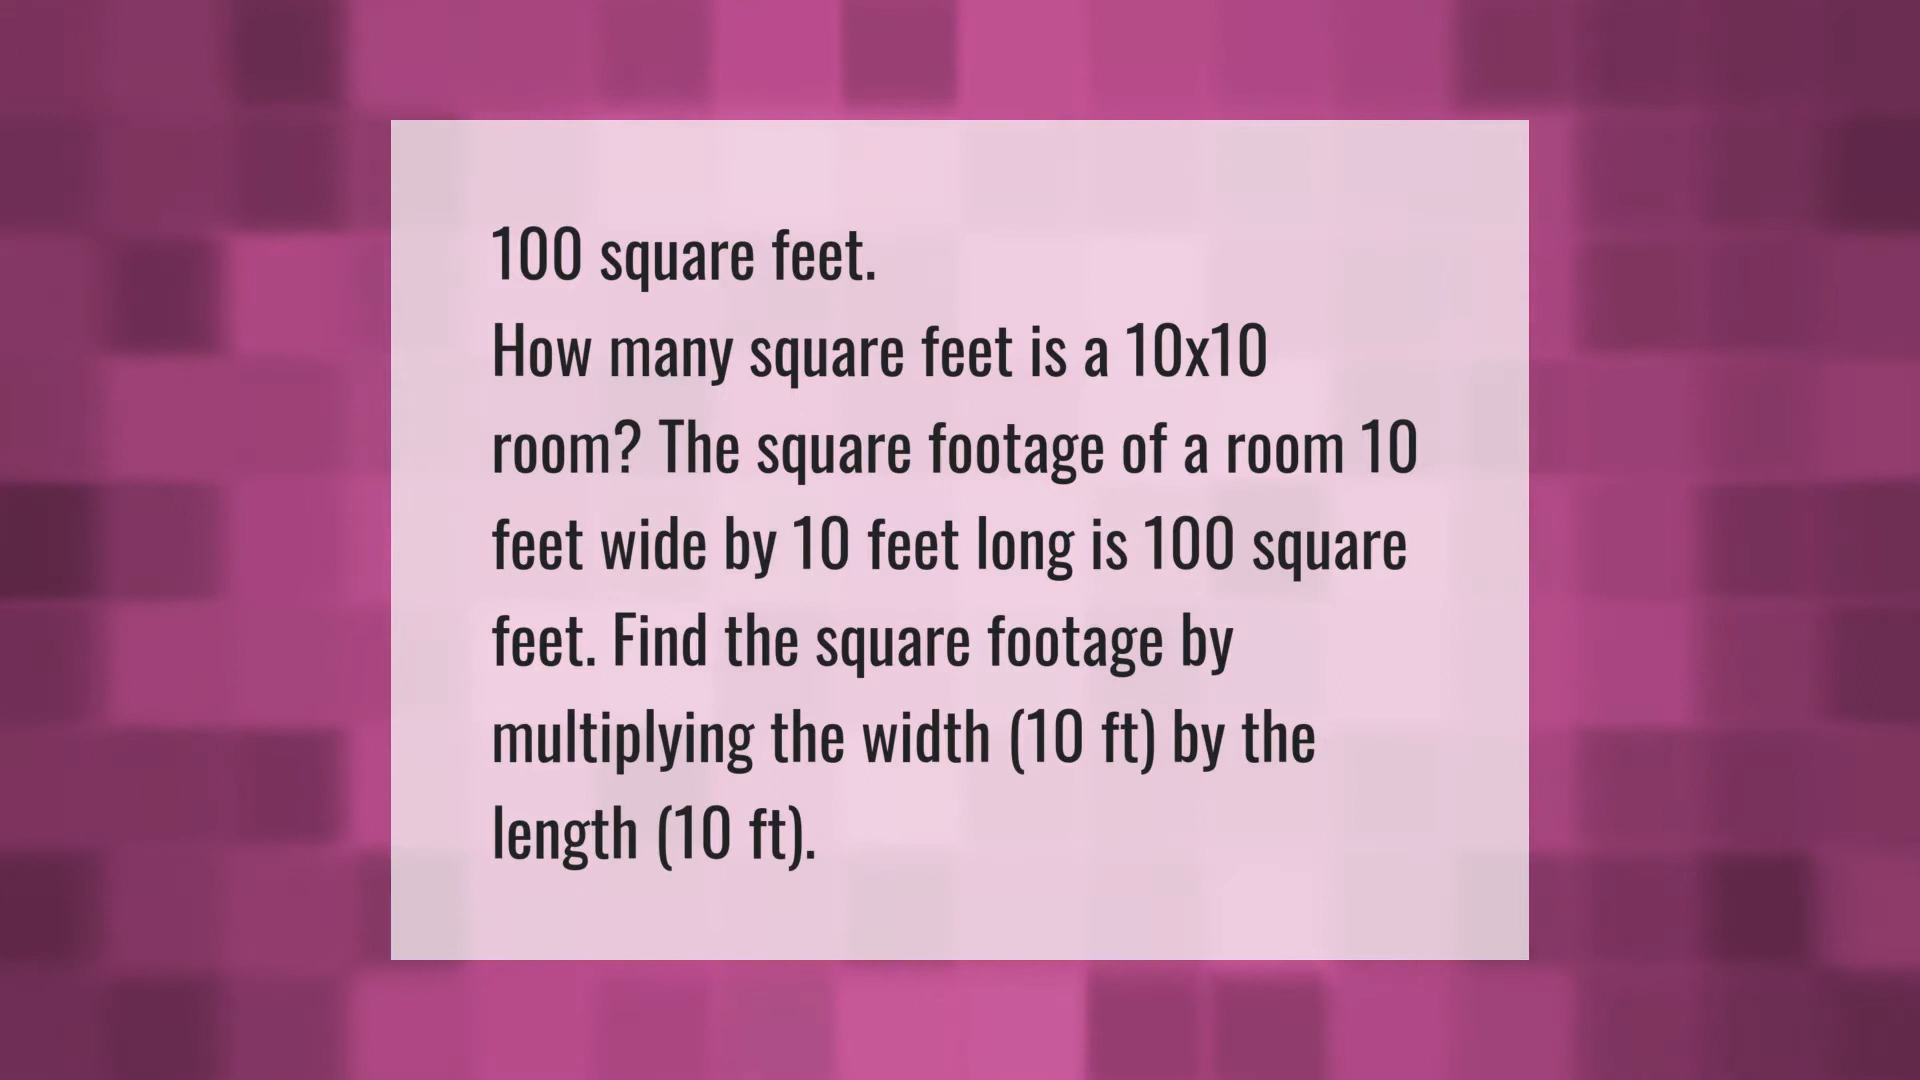 100 square feet.
How many square feet is a 10x10
room? The square footage of a room 10
feet wide by 10 feet long is 100 square
feet. Find the square footage by
multiplying the width (10 ft) by the
length (10 ft).